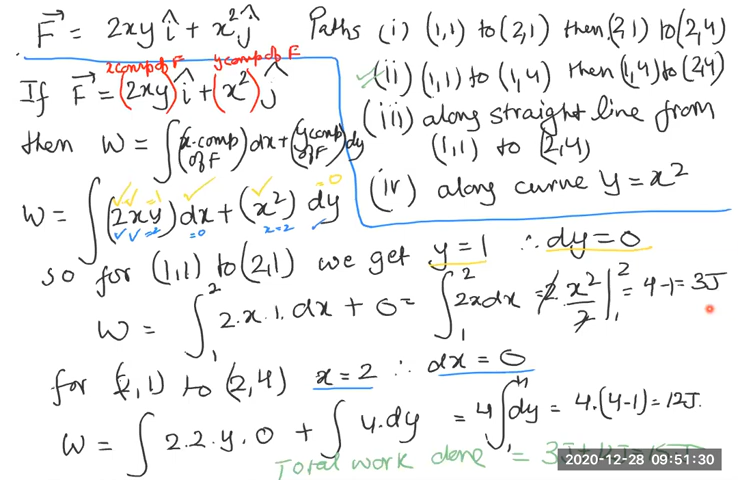 F⃗ = 2xy î + x² ĵ
Paths (i) (1,1) to (2,1) then (2,1) to (2,4)
(ii) (1,1) to (1,4) then (1,4) to (2,4)
(iii) along straight line from
(1,1) to (2,4)
(iv) along curve y = x²
x comp of F y comp of F
If F⃗ = (2xy) î + (x²) ĵ
then W = ∫ (x-comp of F) dx + (y comp of F) dy
=1 =0
W = ∫ (2xy) dx + (x²) dy
=0 x=2
so for (1,1) to (2,1) we get y = 1 ∴ dy = 0
W = ∫₁² 2.x.1.dx + 0 = ∫₁² 2x dx = 2 x²/2 |₁² = 4-1 = 3J
for (2,1) to (2,4) x = 2 ∴ dx = 0
W = ∫ 2.2.y.0 + ∫ 4.dy = 4 ∫₁⁴ dy = 4.(4-1) = 12J.
Total work done = 3J
2020-12-28 09:51:30